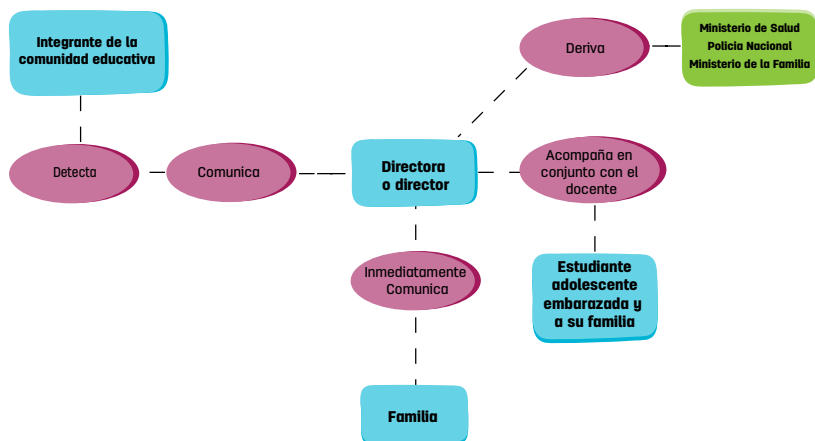 Integrante de la
comunidad educativa
Detecta
Comunica
Directora
o director
Deriva
Ministerio de Salud
Policia Nacional
Ministerio de la Familia
Acompaña en
conjunto con el
docente
Estudiante
adolescente
embarazada y
a su familia
Inmediatamente
Comunica
Familia